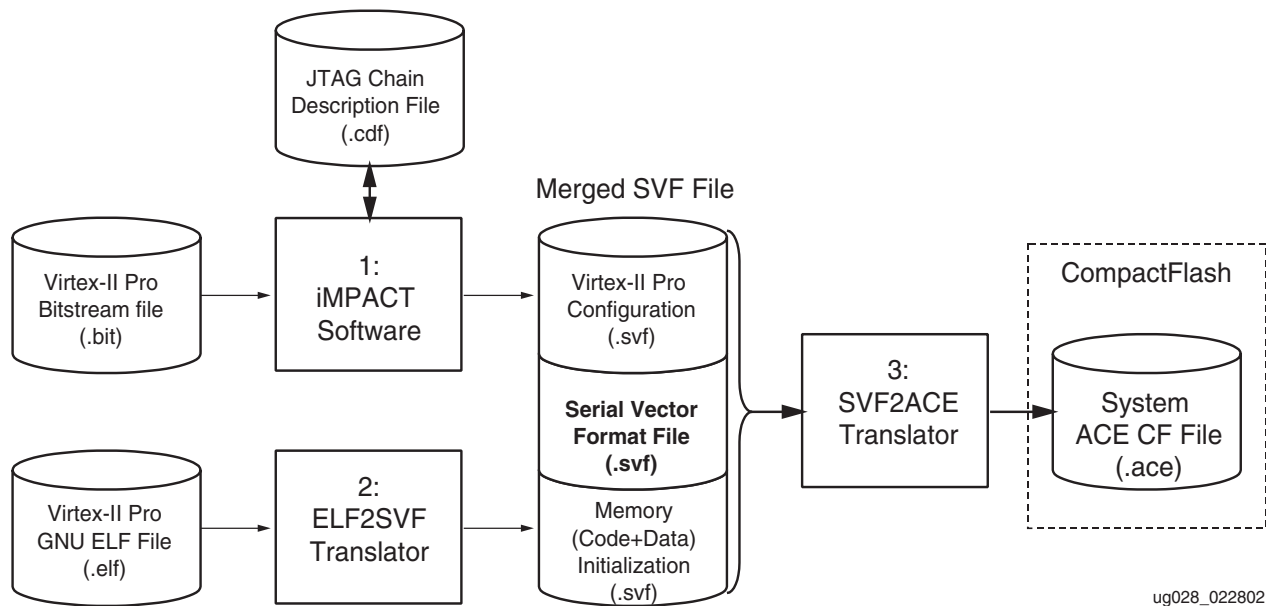 JTAG Chain
Description File
(.cdf)
Merged SVF File
Virtex-II Pro
Bitstream file
(.bit)
1:
iMPACT
Software
Virtex-II Pro
Configuration
(.svf)
Serial Vector
Format File
(.svf)
Virtex-II Pro
GNU ELF File
(.elf)
2:
ELF2SVF
Translator
Memory
(Code+Data)
Initialization
(.svf)
3:
SVF2ACE
Translator
CompactFlash
System
ACE CF File
(.ace)
ug028_022802